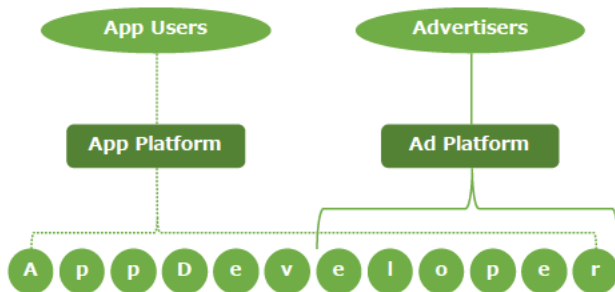 App Users
Advertisers
App Platform
Ad Platform
A p p D e v e l o p e r